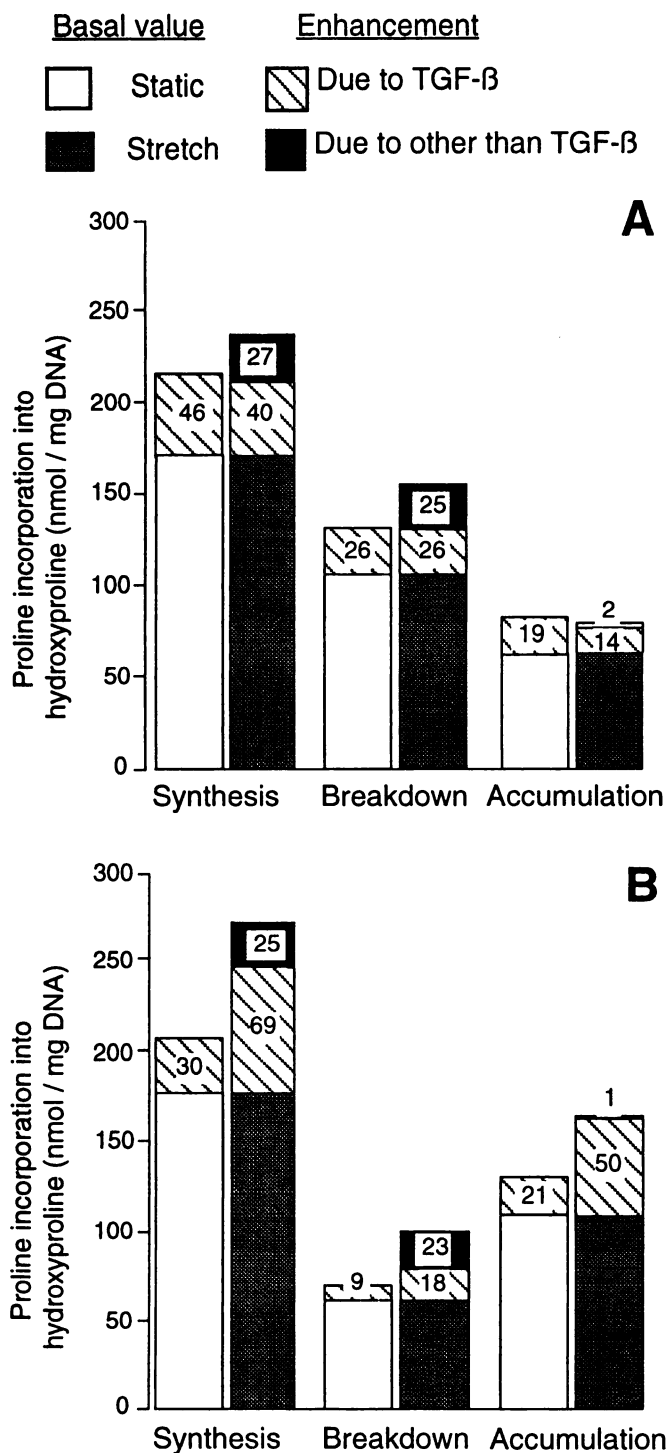 Basal value Enhancement
Static Due to TGF-ß
Stretch Due to other than TGF-ß
A
Proline incorporation into
hydroxyproline (nmol / mg DNA)
300
250
200
150
100
50
0
46 27 40
26 25 26
19 2 14
Synthesis Breakdown Accumulation
B
Proline incorporation into
hydroxyproline (nmol / mg DNA)
300
250
200
150
100
50
0
30 25 69
9 23 18
21 1 50
Synthesis Breakdown Accumulation